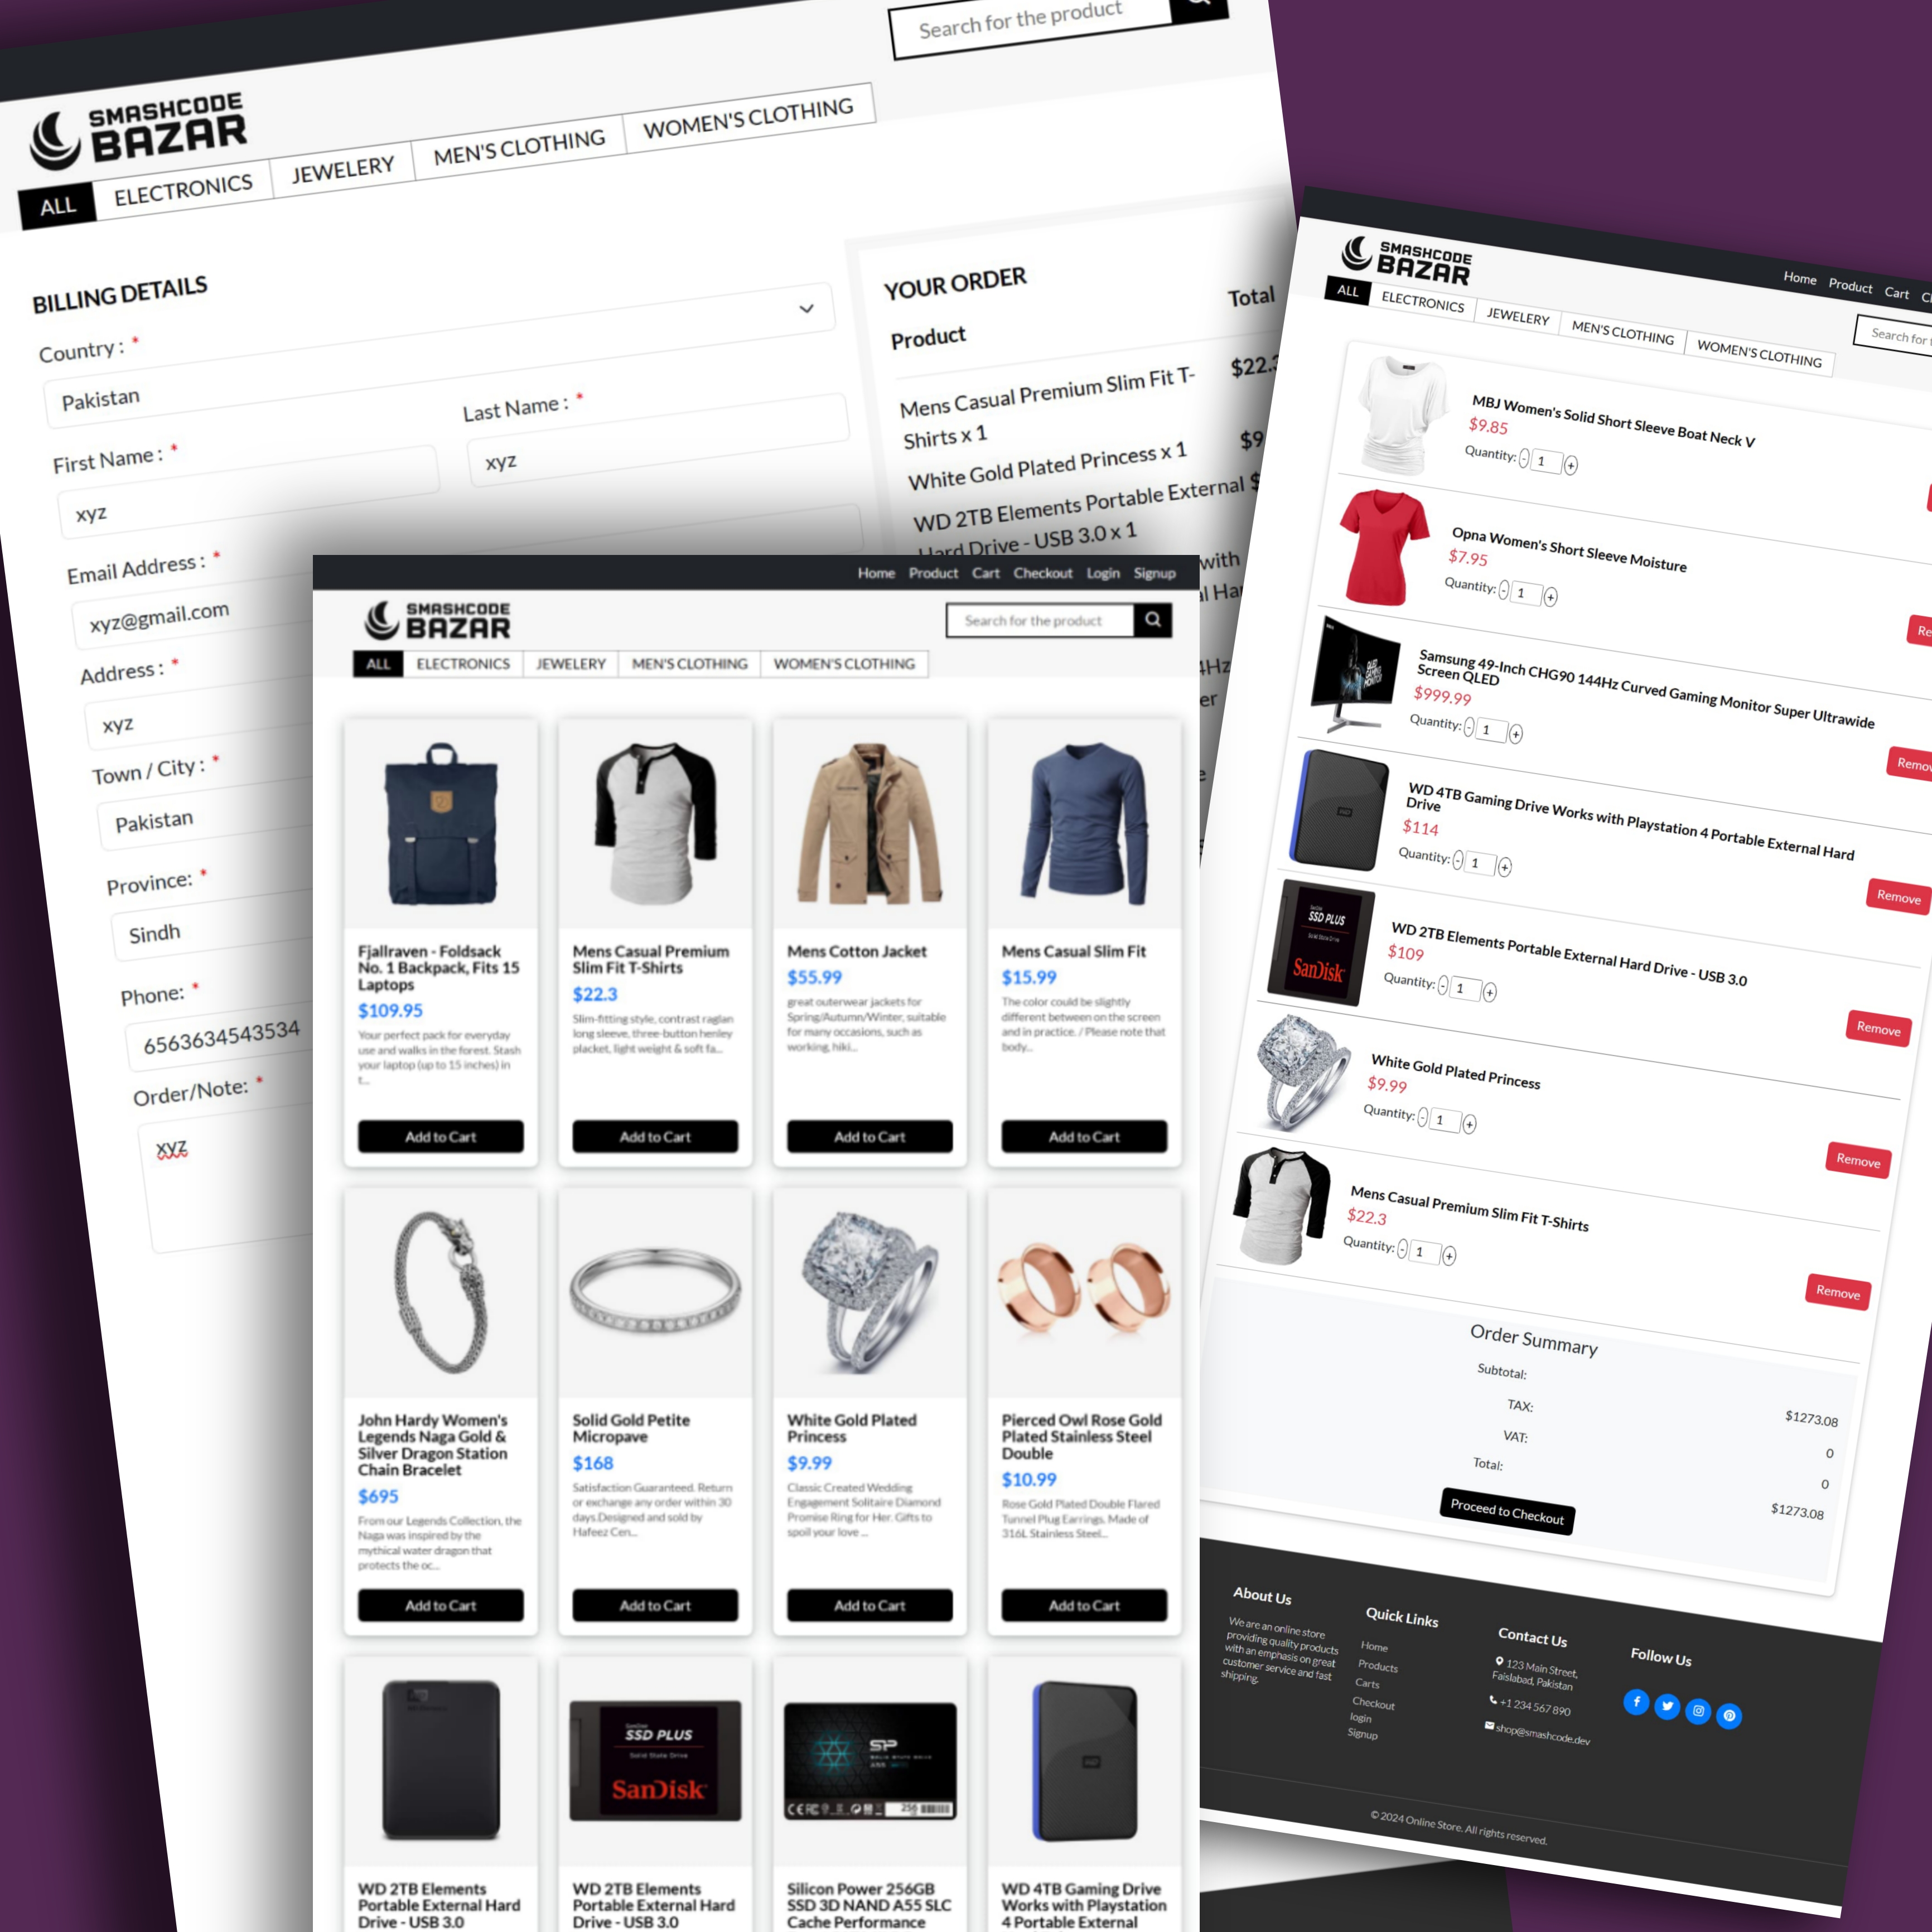 Search for the product
SMASHCODE
BAZAR
ALL
ELECTRONICS
JEWELERY
MEN'S CLOTHING
WOMEN'S CLOTHING
BILLING DETAILS
Country : *
Pakistan
First Name : *
Last Name : *
xyz
xyz
Email Address : *
xyz@gmail.com
Address : *
xyz
Town / City : *
Pakistan
Province: *
Sindh
Phone: *
6563634543534
Order/Note: *
xyz
YOUR ORDER
Product
Total
Mens Casual Premium Slim Fit T-
Shirts x 1
$22.3
White Gold Plated Princess x 1
$9
WD 2TB Elements Portable External
$
Hard Drive - USB 3.0 x 1
with
Home Product Cart Checkout Login Signup
SMASHCODE
BAZAR
Search for the product
ALL
ELECTRONICS
JEWELERY
MEN'S CLOTHING
WOMEN'S CLOTHING
Fjallraven - Foldsack
No. 1 Backpack, Fits 15
Laptops
$109.95
Your perfect pack for everyday
use and walks in the forest. Stash
your laptop (up to 15 inches) in
t...
Add to Cart
Mens Casual Premium
Slim Fit T-Shirts
$22.3
Slim-fitting style, contrast raglan
long sleeve, three-button henley
placket, light weight & soft fa...
Add to Cart
Mens Cotton Jacket
$55.99
great outerwear jackets for
Spring/Autumn/Winter, suitable
for many occasions, such as
working, hiki...
Add to Cart
Mens Casual Slim Fit
$15.99
The color could be slightly
different between on the screen
and in practice. / Please note that
body...
Add to Cart
John Hardy Women's
Legends Naga Gold &
Silver Dragon Station
Chain Bracelet
$695
From our Legends Collection, the
Naga was inspired by the
mythical water dragon that
protects the oc...
Add to Cart
Solid Gold Petite
Micropave
$168
Satisfaction Guaranteed. Return
or exchange any order within 30
days.Designed and sold by
Hafeez Cen...
Add to Cart
White Gold Plated
Princess
$9.99
Classic Created Wedding
Engagement Solitaire Diamond
Promise Ring for Her. Gifts to
spoil your love ...
Add to Cart
Pierced Owl Rose Gold
Plated Stainless Steel
Double
$10.99
Rose Gold Plated Double Flared
Tunnel Plug Earrings. Made of
316L Stainless Steel...
Add to Cart
SanDisk
SSD PLUS
Solid State Drive
SanDisk
SP
A55
256
WD
WD 2TB Elements
Portable External Hard
Drive - USB 3.0
WD 2TB Elements
Portable External Hard
Drive - USB 3.0
Silicon Power 256GB
SSD 3D NAND A55 SLC
Cache Performance
WD 4TB Gaming Drive
Works with Playstation
4 Portable External
Home Product Cart
SMASHCODE
BAZAR
Search for
ALL
ELECTRONICS
JEWELERY
MEN'S CLOTHING
WOMEN'S CLOTHING
MBJ Women's Solid Short Sleeve Boat Neck V
$9.85
Quantity: - 1 +
Opna Women's Short Sleeve Moisture
$7.95
Quantity: - 1 +
Re
QLED
GAMING
MONITOR
Samsung 49-Inch CHG90 144Hz Curved Gaming Monitor Super Ultrawide
Screen QLED
$999.99
Quantity: - 1 +
Remov
WD
WD 4TB Gaming Drive Works with Playstation 4 Portable External Hard
Drive
$114
Quantity: - 1 +
Remove
SanDisk
SSD PLUS
Solid State Drive
SanDisk
WD 2TB Elements Portable External Hard Drive - USB 3.0
$109
Quantity: - 1 +
Remove
White Gold Plated Princess
$9.99
Quantity: - 1 +
Remove
Mens Casual Premium Slim Fit T-Shirts
$22.3
Quantity: - 1 +
Remove
Order Summary
Subtotal:
$1273.08
TAX:
0
VAT:
0
Total:
$1273.08
Proceed to Checkout
About Us
We are an online store
providing quality products
with an emphasis on great
customer service and fast
shipping.
Quick Links
Home
Products
Carts
Checkout
login
Signup
Contact Us
123 Main Street,
Faislabad, Pakistan
+1 234 567 890
shop@smashcode.dev
Follow Us
© 2024 Online Store. All rights reserved.